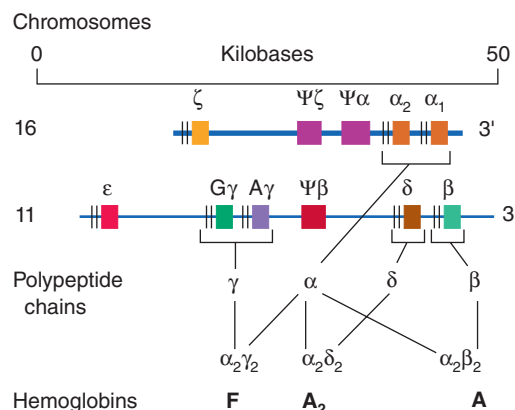 Chromosomes
0 Kilobases 50
ζ Ψζ Ψα α₂ α₁
16 3'
ε Gγ Aγ Ψβ δ β
11 3
Polypeptide γ α δ β
chains
α₂γ₂ α₂δ₂ α₂β₂
Hemoglobins F A₂ A